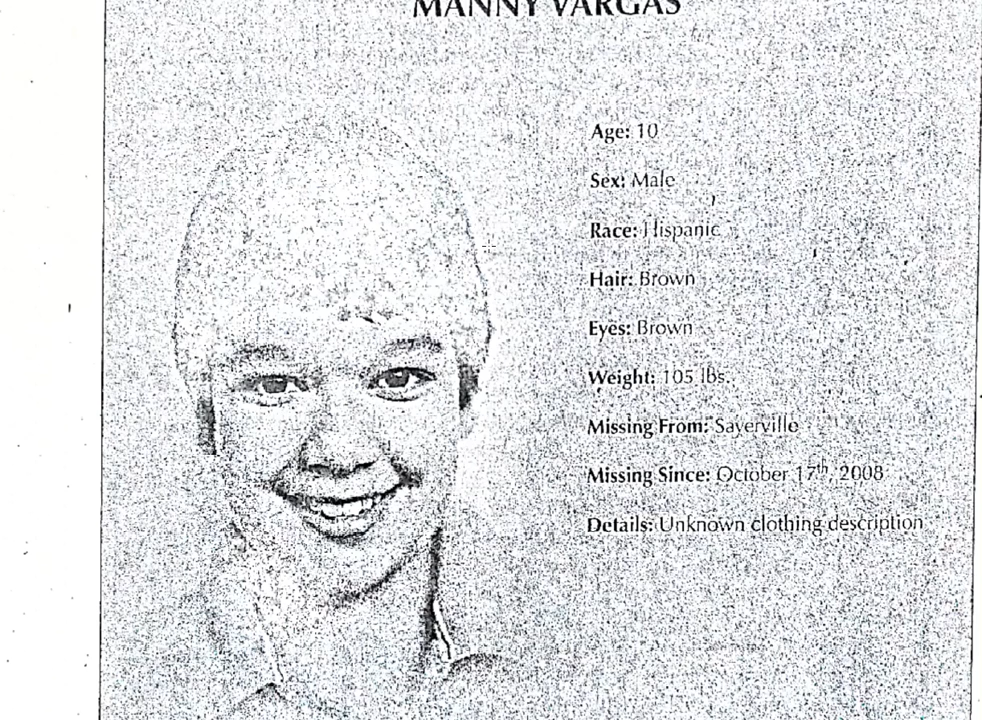 MANNY VARGAS
Age: 10
Sex: Male
Race: Hispanic
Hair: Brown
Eyes: Brown
Weight: 105 lbs.
Missing From: Sayerville
Missing Since: October 17th, 2008
Details: Unknown clothing description